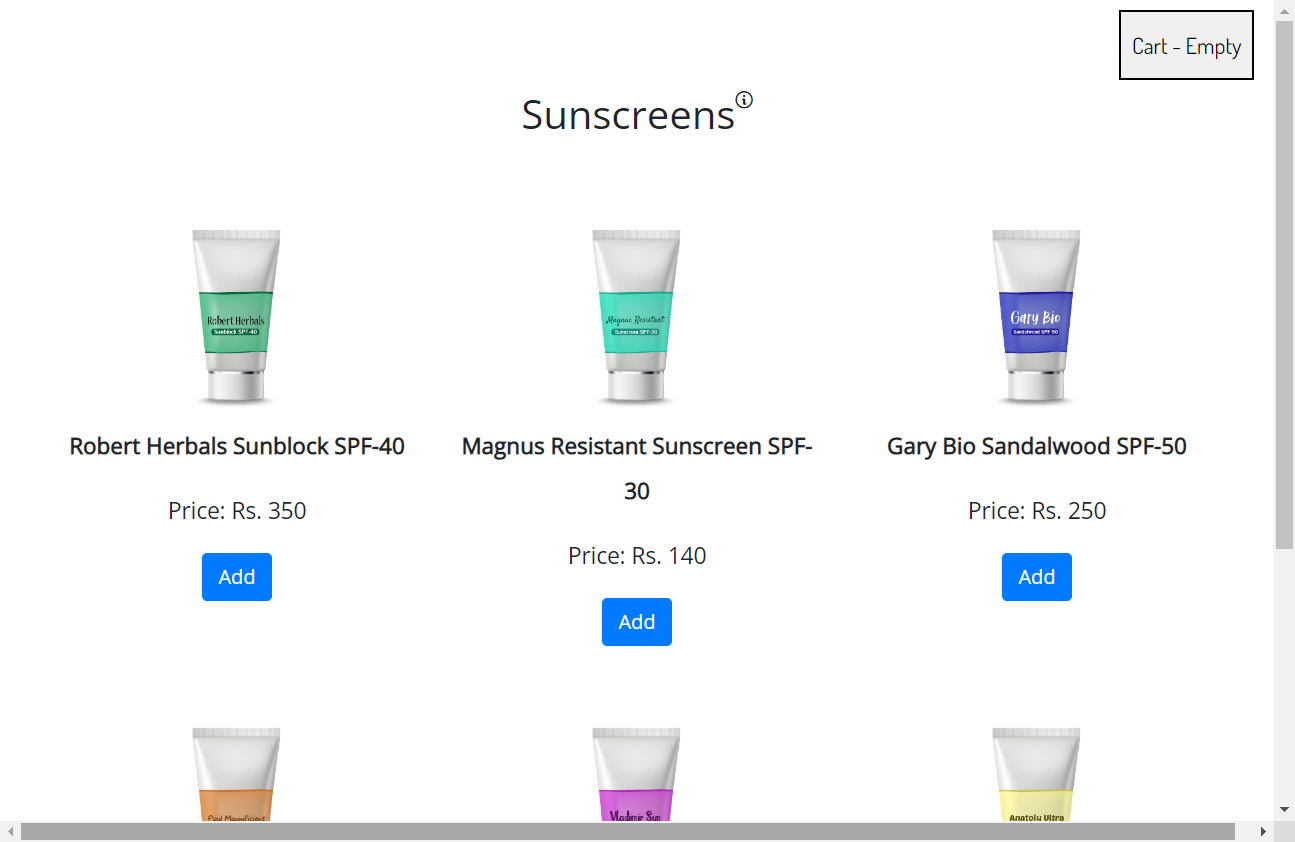 Cart - Empty
Sunscreens
Robert Herbals
Sunblock SPF-40
Magnus Resistant
Sunscreen SPF-30
Gary Bio
Sandalwood SPF-50
Robert Herbals Sunblock SPF-40
Magnus Resistant Sunscreen SPF-
30
Gary Bio Sandalwood SPF-50
Price: Rs. 350
Price: Rs. 140
Price: Rs. 250
Add
Add
Add
Paul Magnificent
Vladimir Sun
Anatoly Ultra